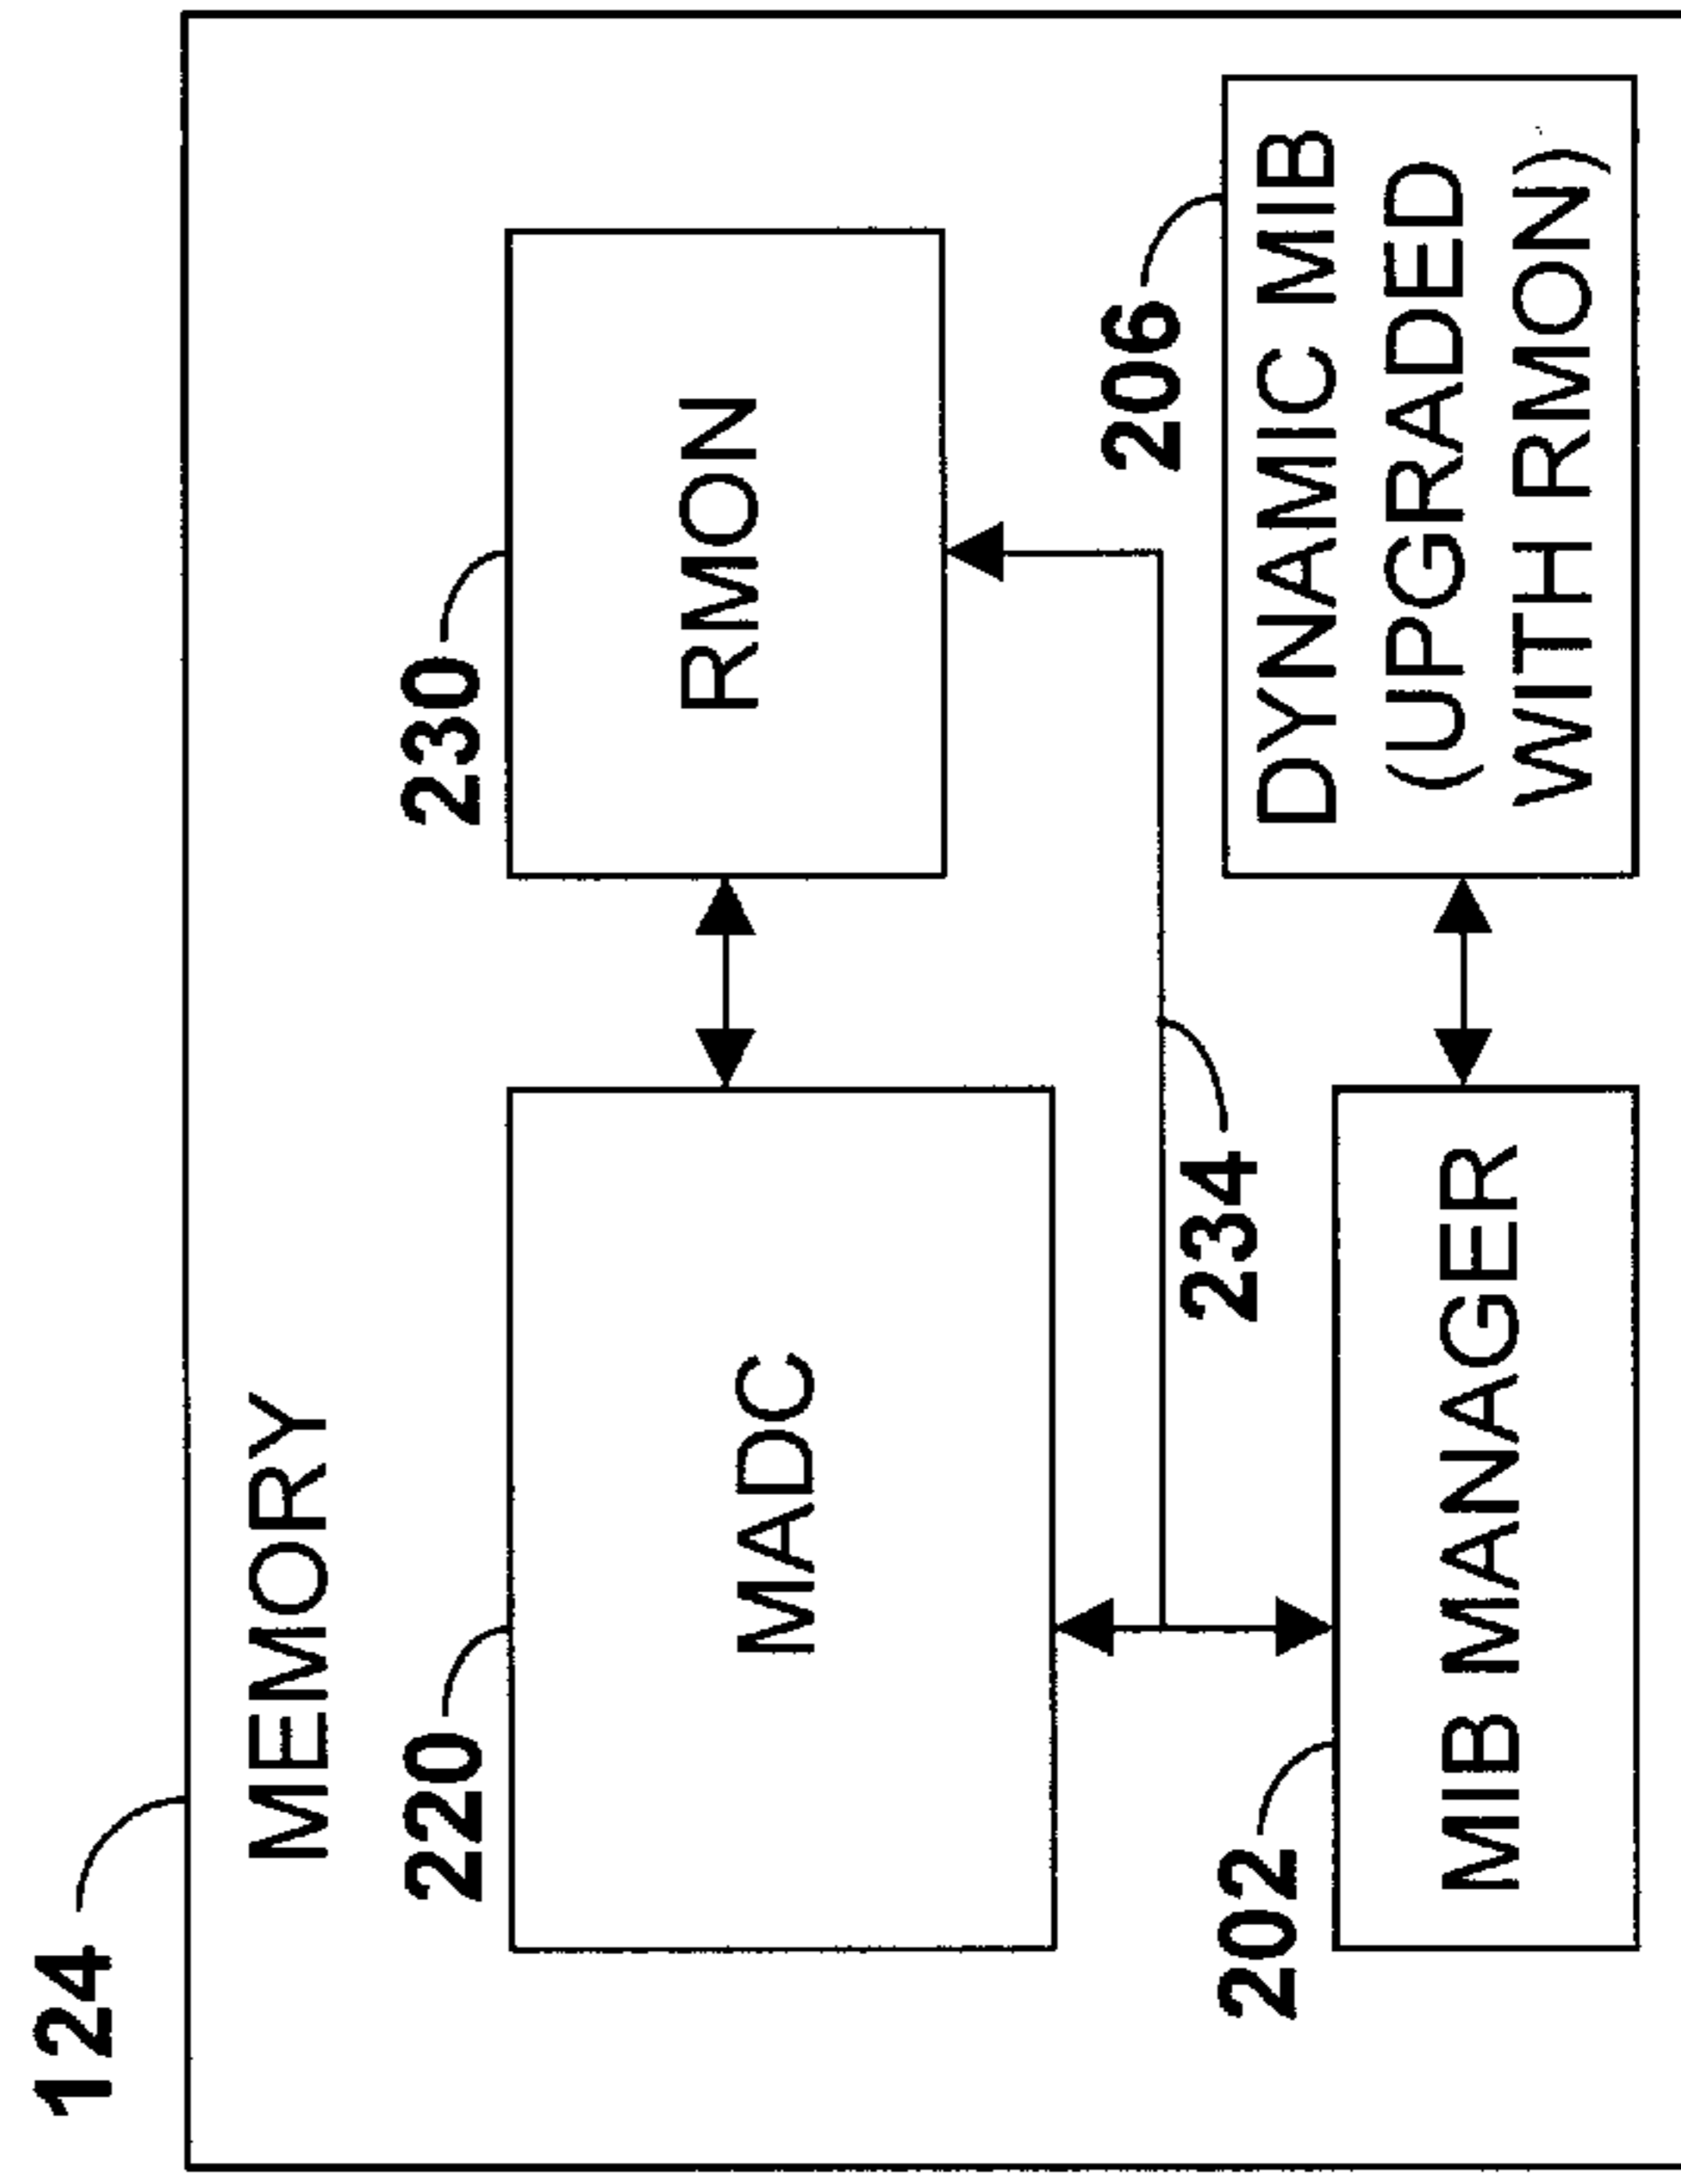 124
MEMORY
220
230
MADC
RMON
234
206
202
MIB MANAGER
DYNAMIC MIB
(UPGRADED
WITH RMON)